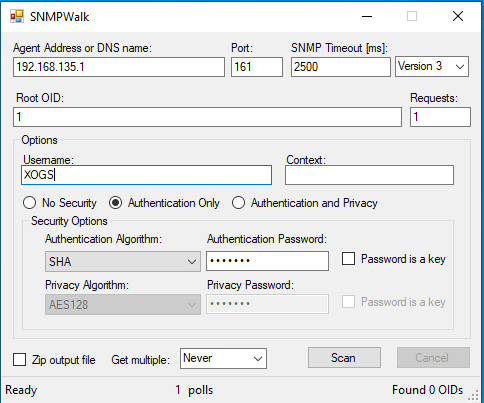 SNMPWalk
Agent Address or DNS name: Port: SNMP Timeout [ms]:
192.168.135.1 161 2500 Version 3
Root OID: Requests:
1 1
Options
Username: Context:
XOGS
No Security Authentication Only Authentication and Privacy
Security Options
Authentication Algorithm: Authentication Password:
SHA ••••••• Password is a key
Privacy Algorithm: Privacy Password:
AES128 ••••••• Password is a key
Zip output file Get multiple: Never Scan Cancel
Ready 1 polls Found 0 OIDs